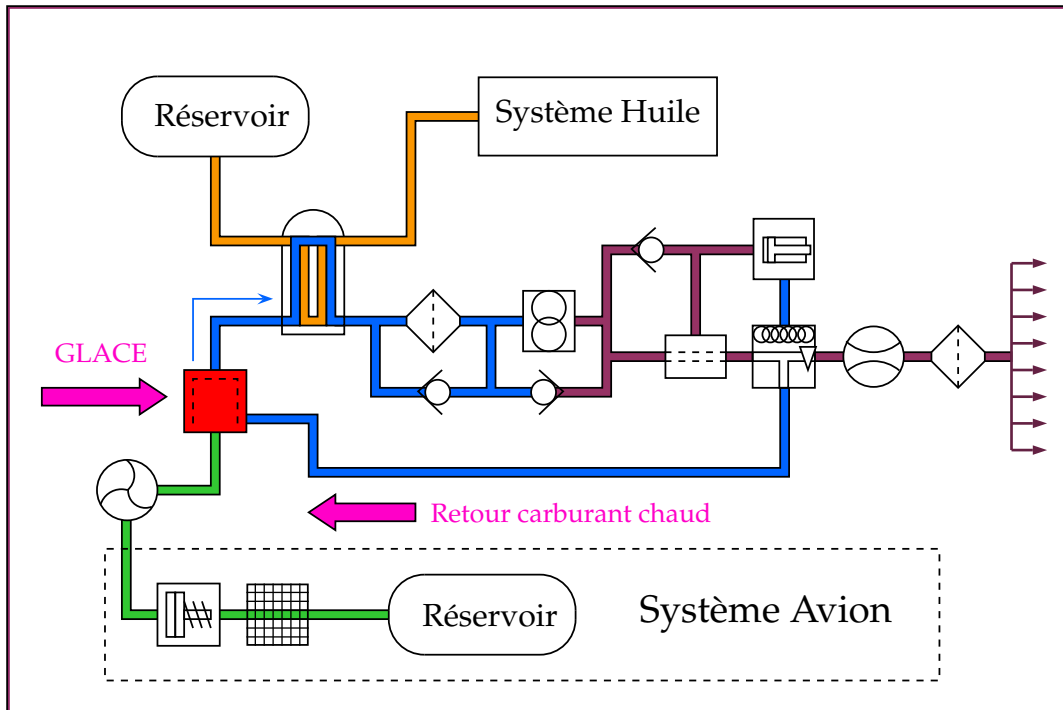 Réservoir
Système Huile
GLACE
Retour carburant chaud
Réservoir
Système Avion